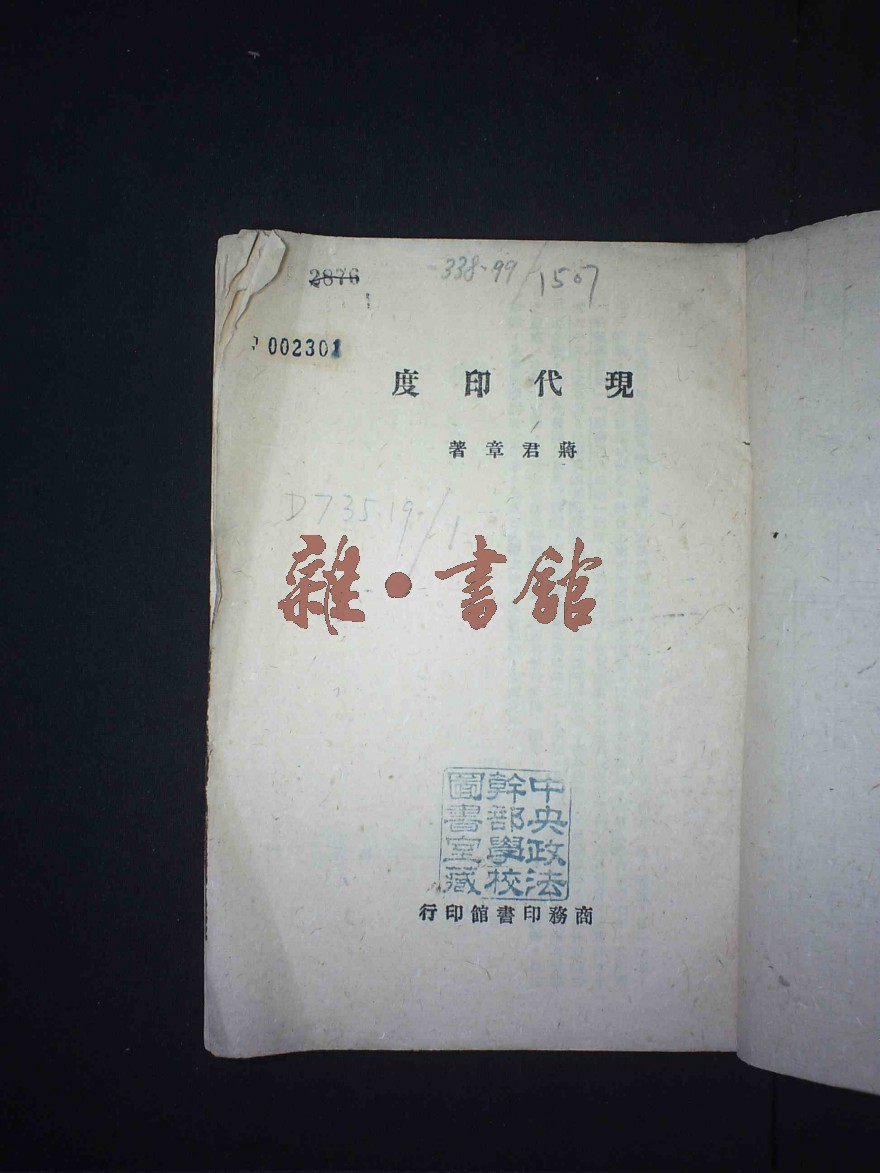 2876
338-99/1507
002301
現代印度
蔣君章著
D735.19/1
雜·書館
中央政法
幹部學校
圖書室藏
商務印書館印行